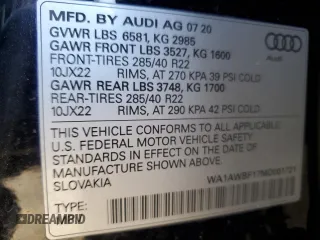 MFD. BY AUDI AG 07 20
GVWR LBS 6581, KG 2985
GAWR FRONT LBS 3527, KG 1600
FRONT-TIRES 285/40 R22
10JX22 RIMS, AT 270 KPA 39 PSI COLD
GAWR REAR LBS 3748, KG 1700
REAR-TIRES 285/40 R22
10JX22 RIMS, AT 290 KPA 42 PSI COLD
THIS VEHICLE CONFORMS TO ALL APPLICABLE
U.S. FEDERAL MOTOR VEHICLE SAFETY
STANDARDS IN EFFECT ON THE DATE OF
MANUFACTURE SHOWN ABOVE.
SLOVAKIA
TYPE:
Audi
DREAMBID